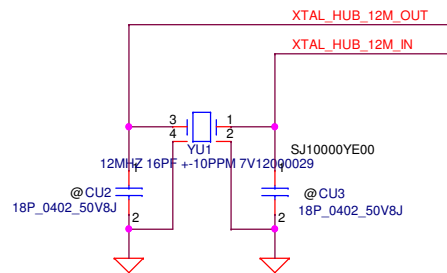 XTAL_HUB_12M_OUT
XTAL_HUB_12M_IN
3 1
4 2
YU1
SJ10000YE00
12MHZ 16PF +-10PPM 7V12000029
1 1
@CU2 @CU3
18P_0402_50V8J 18P_0402_50V8J
2 2